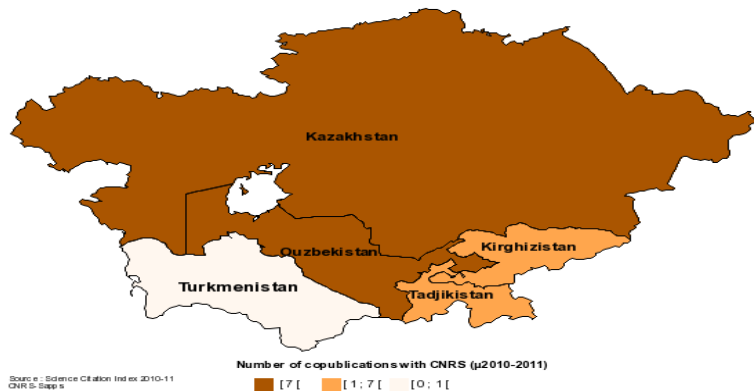 Kazakhstan
Kirghizistan
Ouzbekistan
Turkmenistan
Tadjikistan
Number of copublications with CNRS (µ2010-2011)
Source : Science Citation Index 2010-11
CNRS-Sapps
[7 [ [1 ; 7 [ [0 ; 1 [